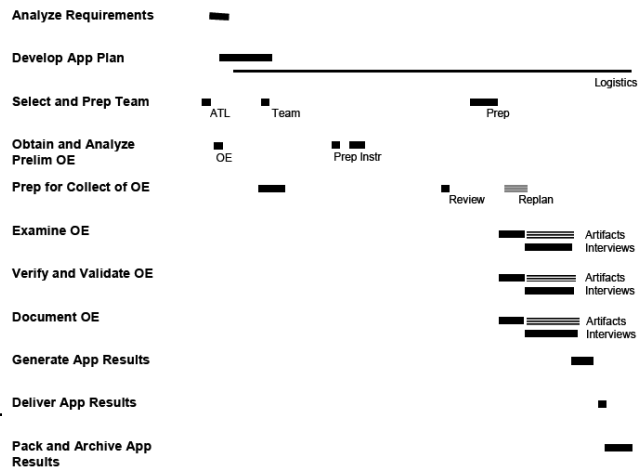 Analyze Requirements
Develop App Plan
Logistics
Select and Prep Team
ATL Team Prep
Obtain and Analyze
Prelim OE
OE Prep Instr
Prep for Collect of OE
Review Replan
Examine OE
Artifacts
Interviews
Verify and Validate OE
Artifacts
Interviews
Document OE
Artifacts
Interviews
Generate App Results
Deliver App Results
Pack and Archive App
Results